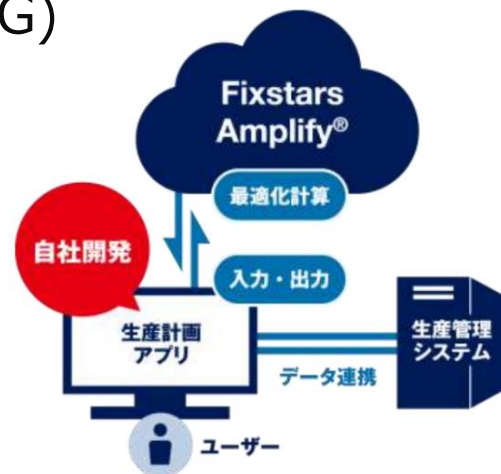 G)
Fixstars
Amplify®
最適化計算
自社開発
入力・出力
生産計画
アプリ
生産管理
システム
データ連携
ユーザー